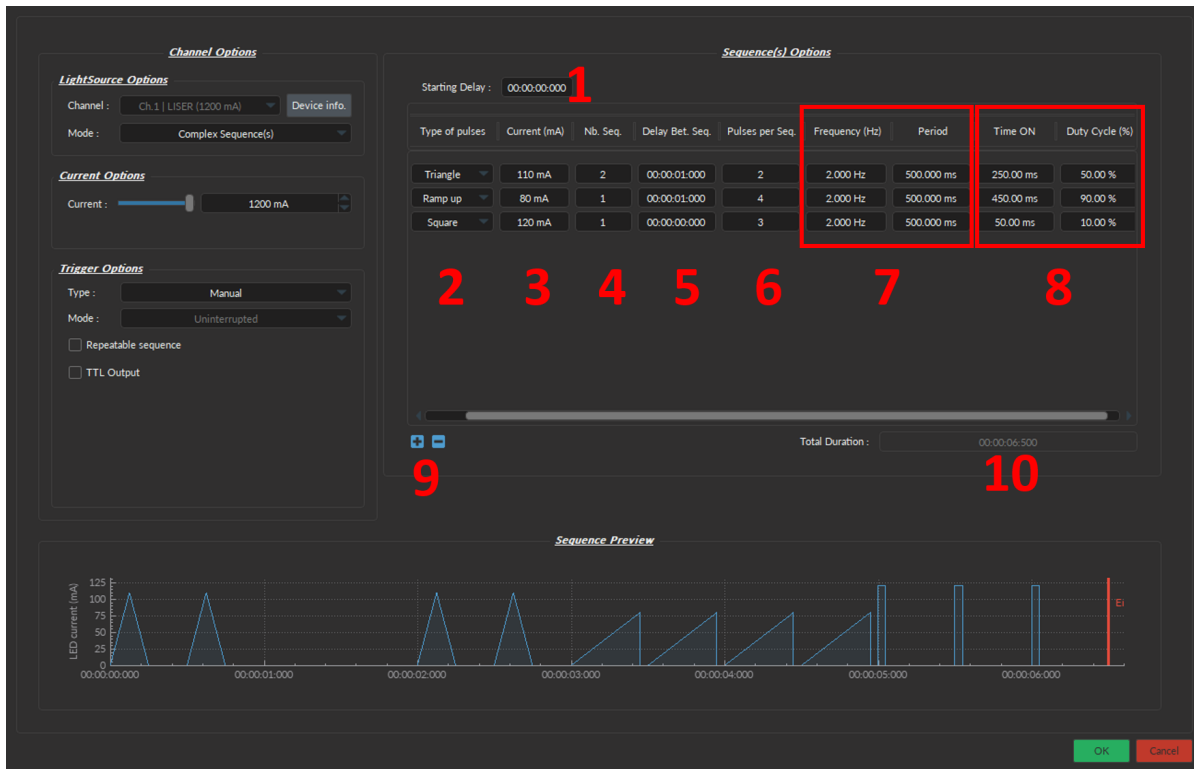 Channel Options
LightSource Options
Channel : Ch.1 | LISER (1200 mA) Device info.
Mode : Complex Sequence(s)
Current Options
Current : 1200 mA
Trigger Options
Type : Manual
Mode : Uninterrupted
Repeatable sequence
TTL Output
Sequence(s) Options
Starting Delay : 00:00:00:000 1
Type of pulses Current (mA) Nb. Seq. Delay Bet. Seq. Pulses per Seq. Frequency (Hz) Period Time ON Duty Cycle (%)
Triangle 110 mA 2 00:00:01:000 2 2.000 Hz 500.000 ms 250.00 ms 50.00 %
Ramp up 80 mA 1 00:00:01:000 4 2.000 Hz 500.000 ms 450.00 ms 90.00 %
Square 120 mA 1 00:00:00:000 3 2.000 Hz 500.000 ms 50.00 ms 10.00 %
2 3 4 5 6 7 8
Total Duration : 00:00:06:500
9 10
Sequence Preview
LED current (mA)
125
100
75
50
25
0
00:00:00:000 00:00:01:000 00:00:02:000 00:00:03:000 00:00:04:000 00:00:05:000 00:00:06:000
OK Cancel